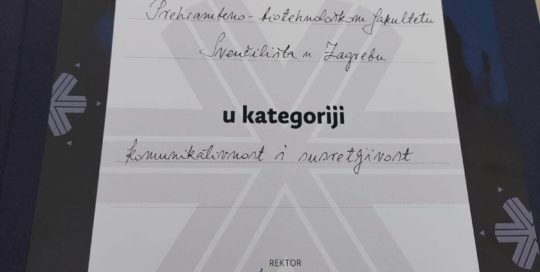 Prehrambeno-biotehnološkom fakultetu
Sveučilišta u Zagrebu
u kategoriji
komunikativnost i susretljivost
REKTOR